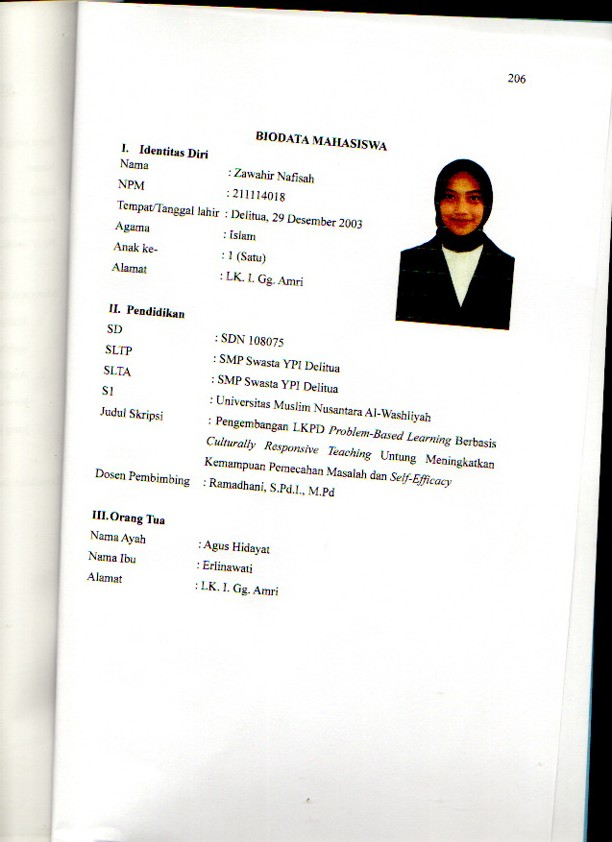 206
BIODATA MAHASISWA
I. Identitas Diri
Nama : Zawahir Nafisah
NPM : 211114018
Tempat/Tanggal lahir : Delitua, 29 Desember 2003
Agama : Islam
Anak ke- : 1 (Satu)
Alamat : LK. I. Gg. Amri
II. Pendidikan
SD : SDN 108075
SLTP : SMP Swasta YPI Delitua
SLTA : SMP Swasta YPI Delitua
S1 : Universitas Muslim Nusantara Al-Washliyah
Judul Skripsi : Pengembangan LKPD Problem-Based Learning Berbasis
Culturally Responsive Teaching Untung Meningkatkan
Kemampuan Pemecahan Masalah dan Self-Efficacy
Dosen Pembimbing : Ramadhani, S.Pd.I., M.Pd
III.Orang Tua
Nama Ayah : Agus Hidayat
Nama Ibu : Erlinawati
Alamat : LK. I. Gg. Amri